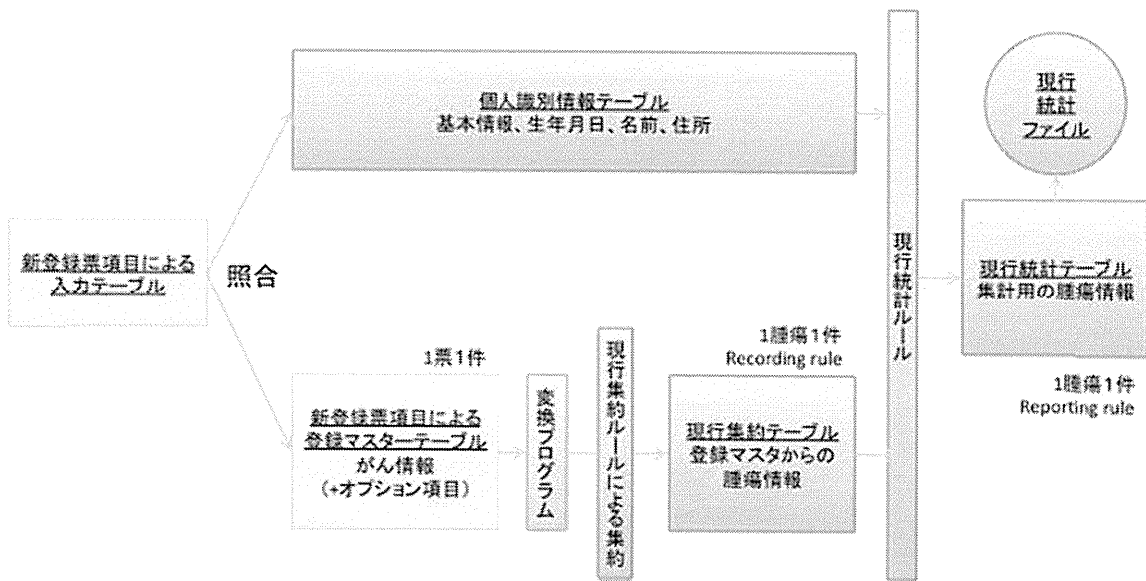 個人識別情報テーブル
基本情報、生年月日、名前、住所
現行
統計
ファイル
新登録票項目による
入力テーブル
照合
現行統計ルール
現行統計テーブル
集計用の腫瘍情報
1腫瘍1件
Reporting rule
1票1件
新登録票項目による
登録マスターテーブル
がん情報
（+オプション項目）
変換プログラム
現行集約ルールによる集約
1腫瘍1件
Recording rule
現行集約テーブル
登録マスタからの
腫瘍情報